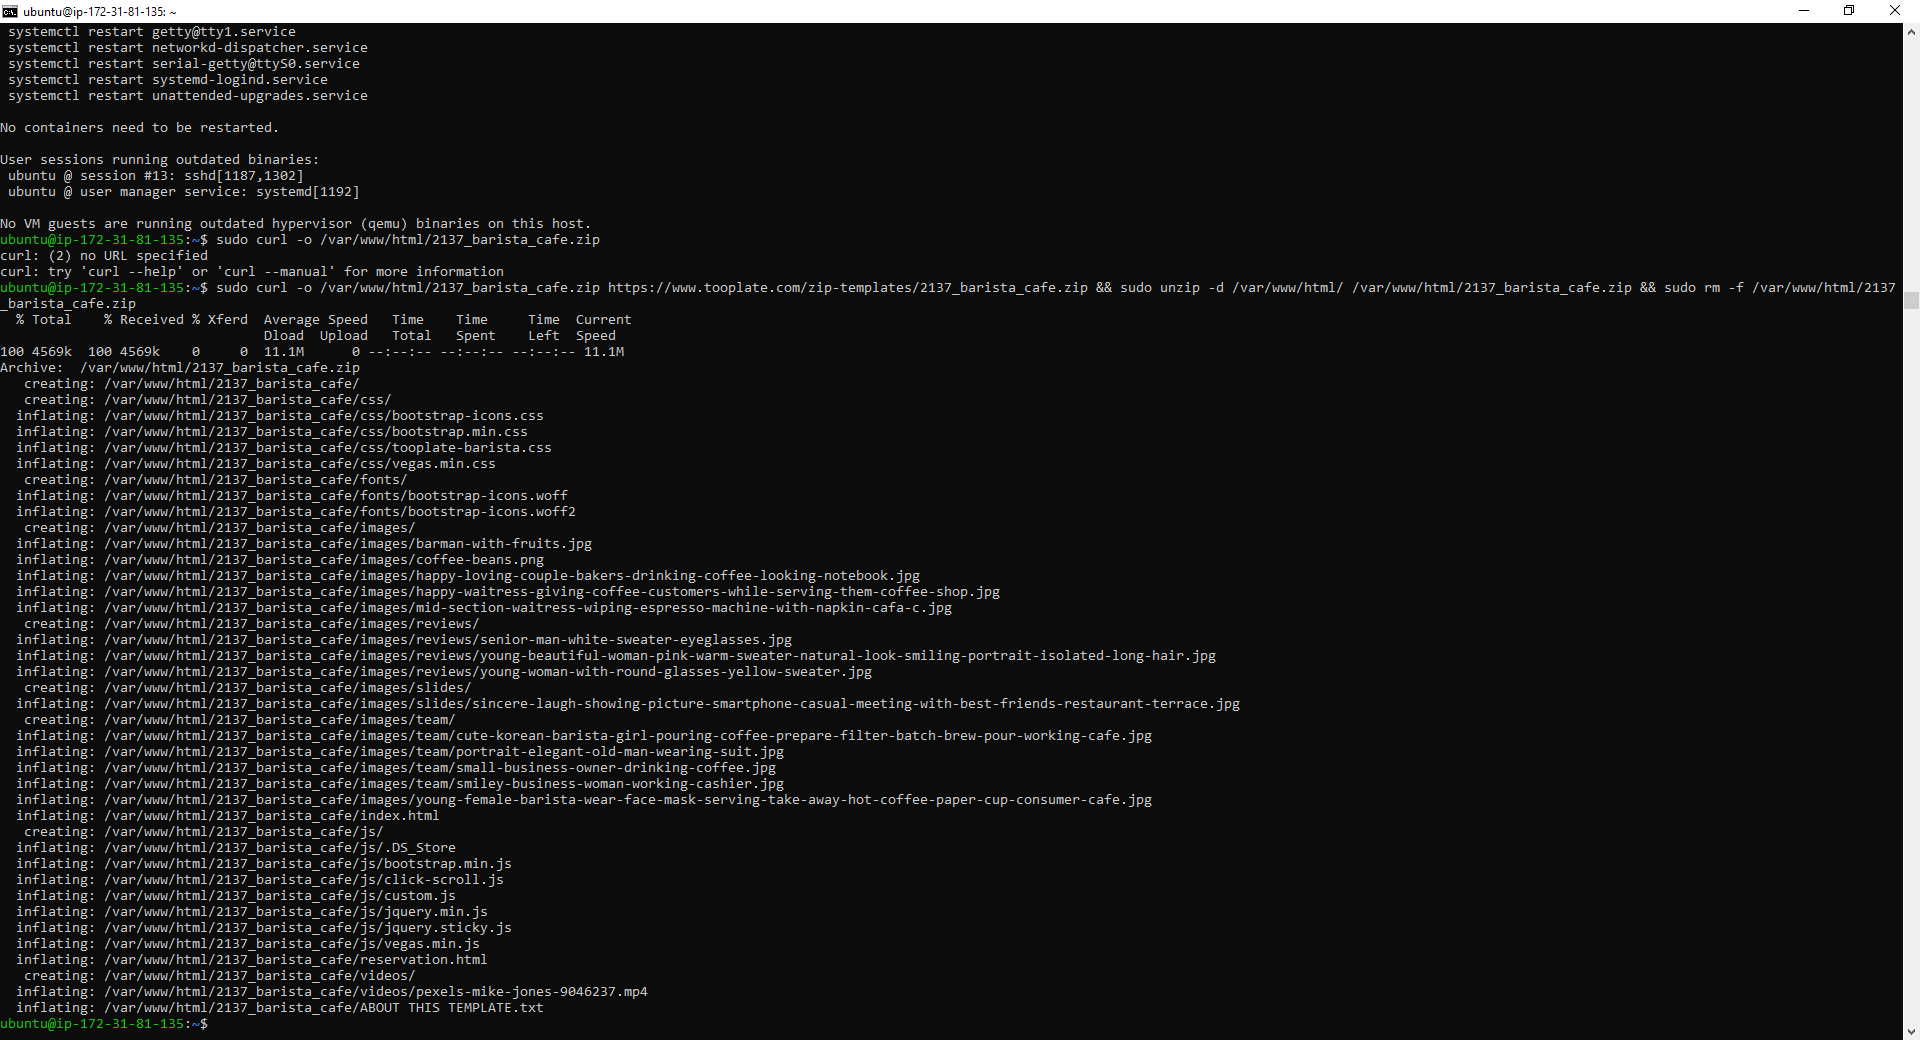 ubuntu@ip-172-31-81-135: ~
systemctl restart getty@tty1.service
systemctl restart networkd-dispatcher.service
systemctl restart serial-getty@ttyS0.service
systemctl restart systemd-logind.service
systemctl restart unattended-upgrades.service
No containers need to be restarted.
User sessions running outdated binaries:
ubuntu @ session #13: sshd[1187,1302]
ubuntu @ user manager service: systemd[1192]
No VM guests are running outdated hypervisor (qemu) binaries on this host.
ubuntu@ip-172-31-81-135:~$ sudo curl -o /var/www/html/2137_barista_cafe.zip
curl: (2) no URL specified
curl: try 'curl --help' or 'curl --manual' for more information
ubuntu@ip-172-31-81-135:~$ sudo curl -o /var/www/html/2137_barista_cafe.zip https://www.tooplate.com/zip-templates/2137_barista_cafe.zip && sudo unzip -d /var/www/html/ /var/www/html/2137_barista_cafe.zip && sudo rm -f /var/www/html/2137
_barista_cafe.zip
% Total    % Received % Xferd  Average Speed   Time    Time     Time  Current
Dload  Upload   Total   Spent    Left  Speed
100 4569k  100 4569k    0     0  11.1M      0 --:--:-- --:--:-- --:--:-- 11.1M
Archive:  /var/www/html/2137_barista_cafe.zip
creating: /var/www/html/2137_barista_cafe/
creating: /var/www/html/2137_barista_cafe/css/
inflating: /var/www/html/2137_barista_cafe/css/bootstrap-icons.css
inflating: /var/www/html/2137_barista_cafe/css/bootstrap.min.css
inflating: /var/www/html/2137_barista_cafe/css/tooplate-barista.css
inflating: /var/www/html/2137_barista_cafe/css/vegas.min.css
creating: /var/www/html/2137_barista_cafe/fonts/
inflating: /var/www/html/2137_barista_cafe/fonts/bootstrap-icons.woff
inflating: /var/www/html/2137_barista_cafe/fonts/bootstrap-icons.woff2
creating: /var/www/html/2137_barista_cafe/images/
inflating: /var/www/html/2137_barista_cafe/images/barman-with-fruits.jpg
inflating: /var/www/html/2137_barista_cafe/images/coffee-beans.png
inflating: /var/www/html/2137_barista_cafe/images/happy-loving-couple-bakers-drinking-coffee-looking-notebook.jpg
inflating: /var/www/html/2137_barista_cafe/images/happy-waitress-giving-coffee-customers-while-serving-them-coffee-shop.jpg
inflating: /var/www/html/2137_barista_cafe/images/mid-section-waitress-wiping-espresso-machine-with-napkin-cafa-c.jpg
creating: /var/www/html/2137_barista_cafe/images/reviews/
inflating: /var/www/html/2137_barista_cafe/images/reviews/senior-man-white-sweater-eyeglasses.jpg
inflating: /var/www/html/2137_barista_cafe/images/reviews/young-beautiful-woman-pink-warm-sweater-natural-look-smiling-portrait-isolated-long-hair.jpg
inflating: /var/www/html/2137_barista_cafe/images/reviews/young-woman-with-round-glasses-yellow-sweater.jpg
creating: /var/www/html/2137_barista_cafe/images/slides/
inflating: /var/www/html/2137_barista_cafe/images/slides/sincere-laugh-showing-picture-smartphone-casual-meeting-with-best-friends-restaurant-terrace.jpg
creating: /var/www/html/2137_barista_cafe/images/team/
inflating: /var/www/html/2137_barista_cafe/images/team/cute-korean-barista-girl-pouring-coffee-prepare-filter-batch-brew-pour-working-cafe.jpg
inflating: /var/www/html/2137_barista_cafe/images/team/portrait-elegant-old-man-wearing-suit.jpg
inflating: /var/www/html/2137_barista_cafe/images/team/small-business-owner-drinking-coffee.jpg
inflating: /var/www/html/2137_barista_cafe/images/team/smiley-business-woman-working-cashier.jpg
inflating: /var/www/html/2137_barista_cafe/images/young-female-barista-wear-face-mask-serving-take-away-hot-coffee-paper-cup-consumer-cafe.jpg
inflating: /var/www/html/2137_barista_cafe/index.html
creating: /var/www/html/2137_barista_cafe/js/
inflating: /var/www/html/2137_barista_cafe/js/.DS_Store
inflating: /var/www/html/2137_barista_cafe/js/bootstrap.min.js
inflating: /var/www/html/2137_barista_cafe/js/click-scroll.js
inflating: /var/www/html/2137_barista_cafe/js/custom.js
inflating: /var/www/html/2137_barista_cafe/js/jquery.min.js
inflating: /var/www/html/2137_barista_cafe/js/jquery.sticky.js
inflating: /var/www/html/2137_barista_cafe/js/vegas.min.js
inflating: /var/www/html/2137_barista_cafe/reservation.html
creating: /var/www/html/2137_barista_cafe/videos/
inflating: /var/www/html/2137_barista_cafe/videos/pexels-mike-jones-9046237.mp4
inflating: /var/www/html/2137_barista_cafe/ABOUT THIS TEMPLATE.txt
ubuntu@ip-172-31-81-135:~$